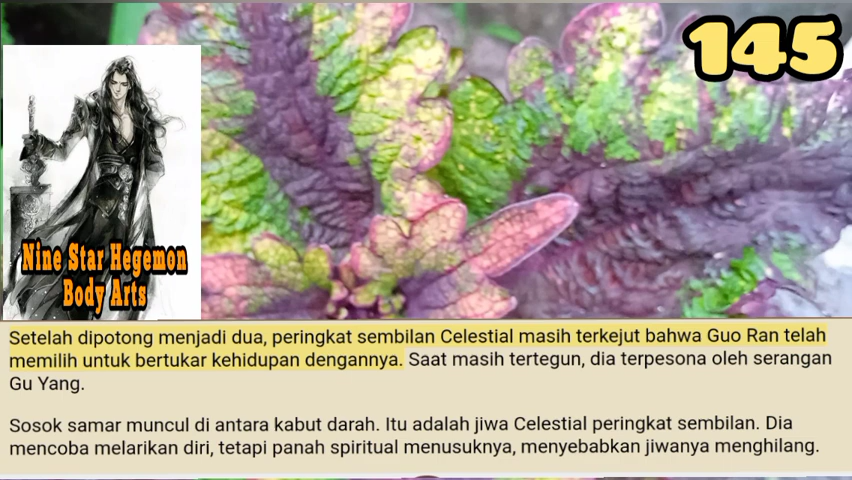 145
Nine Star Hegemon
Body Arts
Setelah dipotong menjadi dua, peringkat sembilan Celestial masih terkejut bahwa Guo Ran telah
memilih untuk bertukar kehidupan dengannya. Saat masih tertegun, dia terpesona oleh serangan
Gu Yang.
Sosok samar muncul di antara kabut darah. Itu adalah jiwa Celestial peringkat sembilan. Dia
mencoba melarikan diri, tetapi panah spiritual menusuknya, menyebabkan jiwanya menghilang.